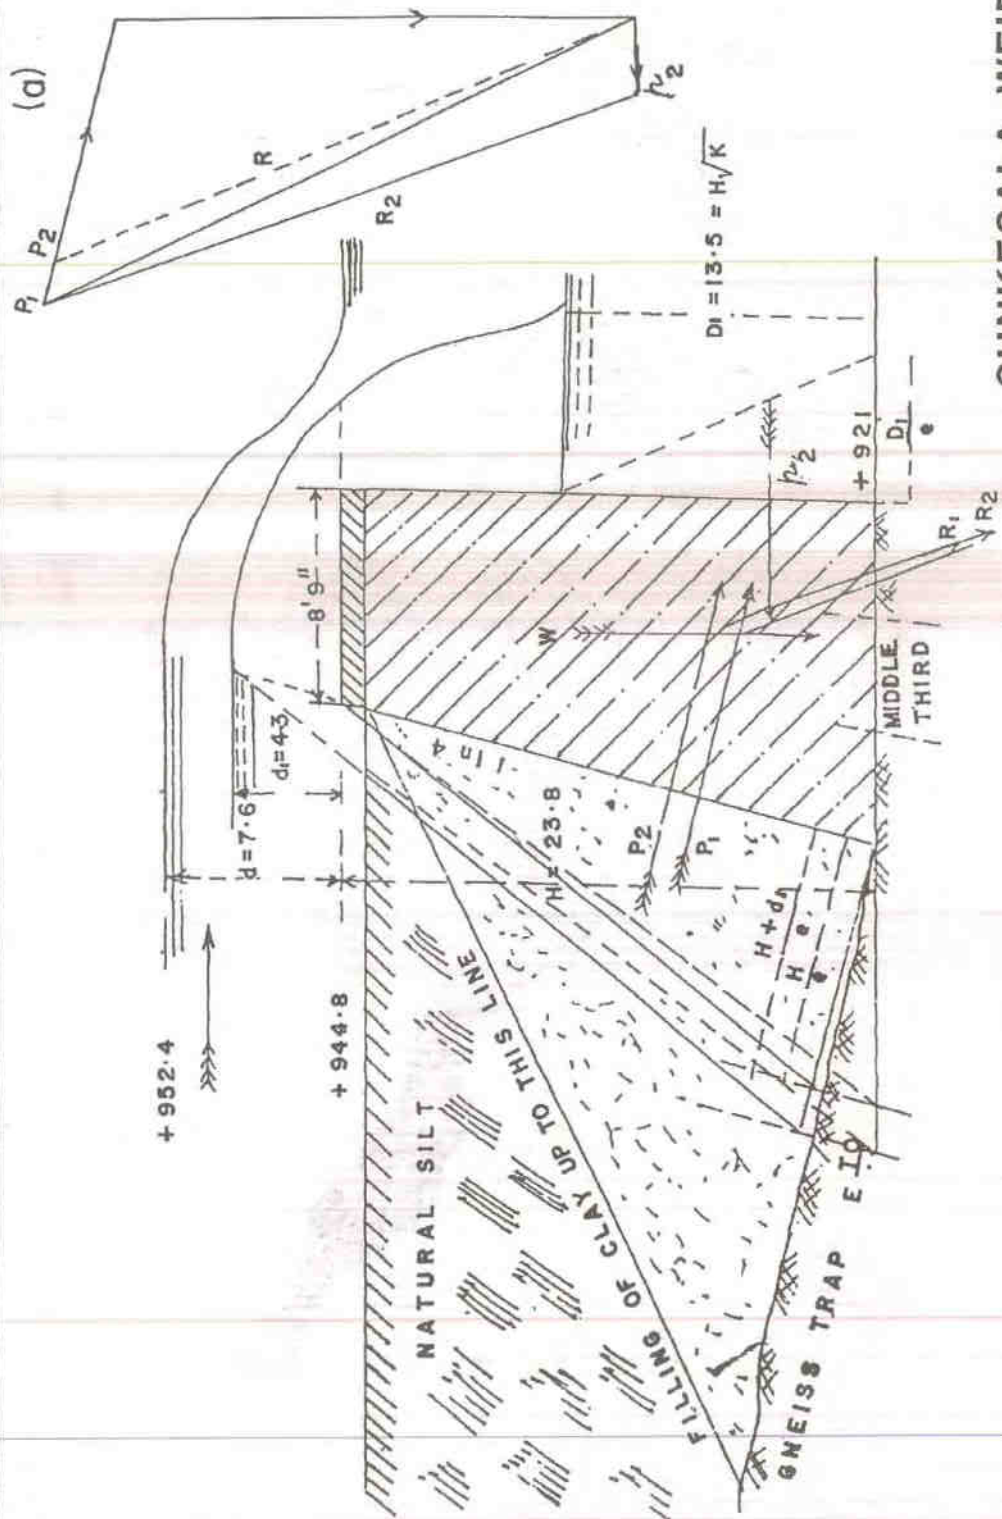 (a)
P1
P2
R
R2
p2
+952.4
d=7.6
d1=4.3
8'9"
+944.8
NATURAL SILT
FILLING OF CLAY UP TO THIS LINE
H=23.8
1 in 4
W
P2
P1
p2
D1=13.5=H√K
H+d1
e
H
e
+921
D1
e
MIDDLE
THIRD
R1
R2
GNEISS TRAP